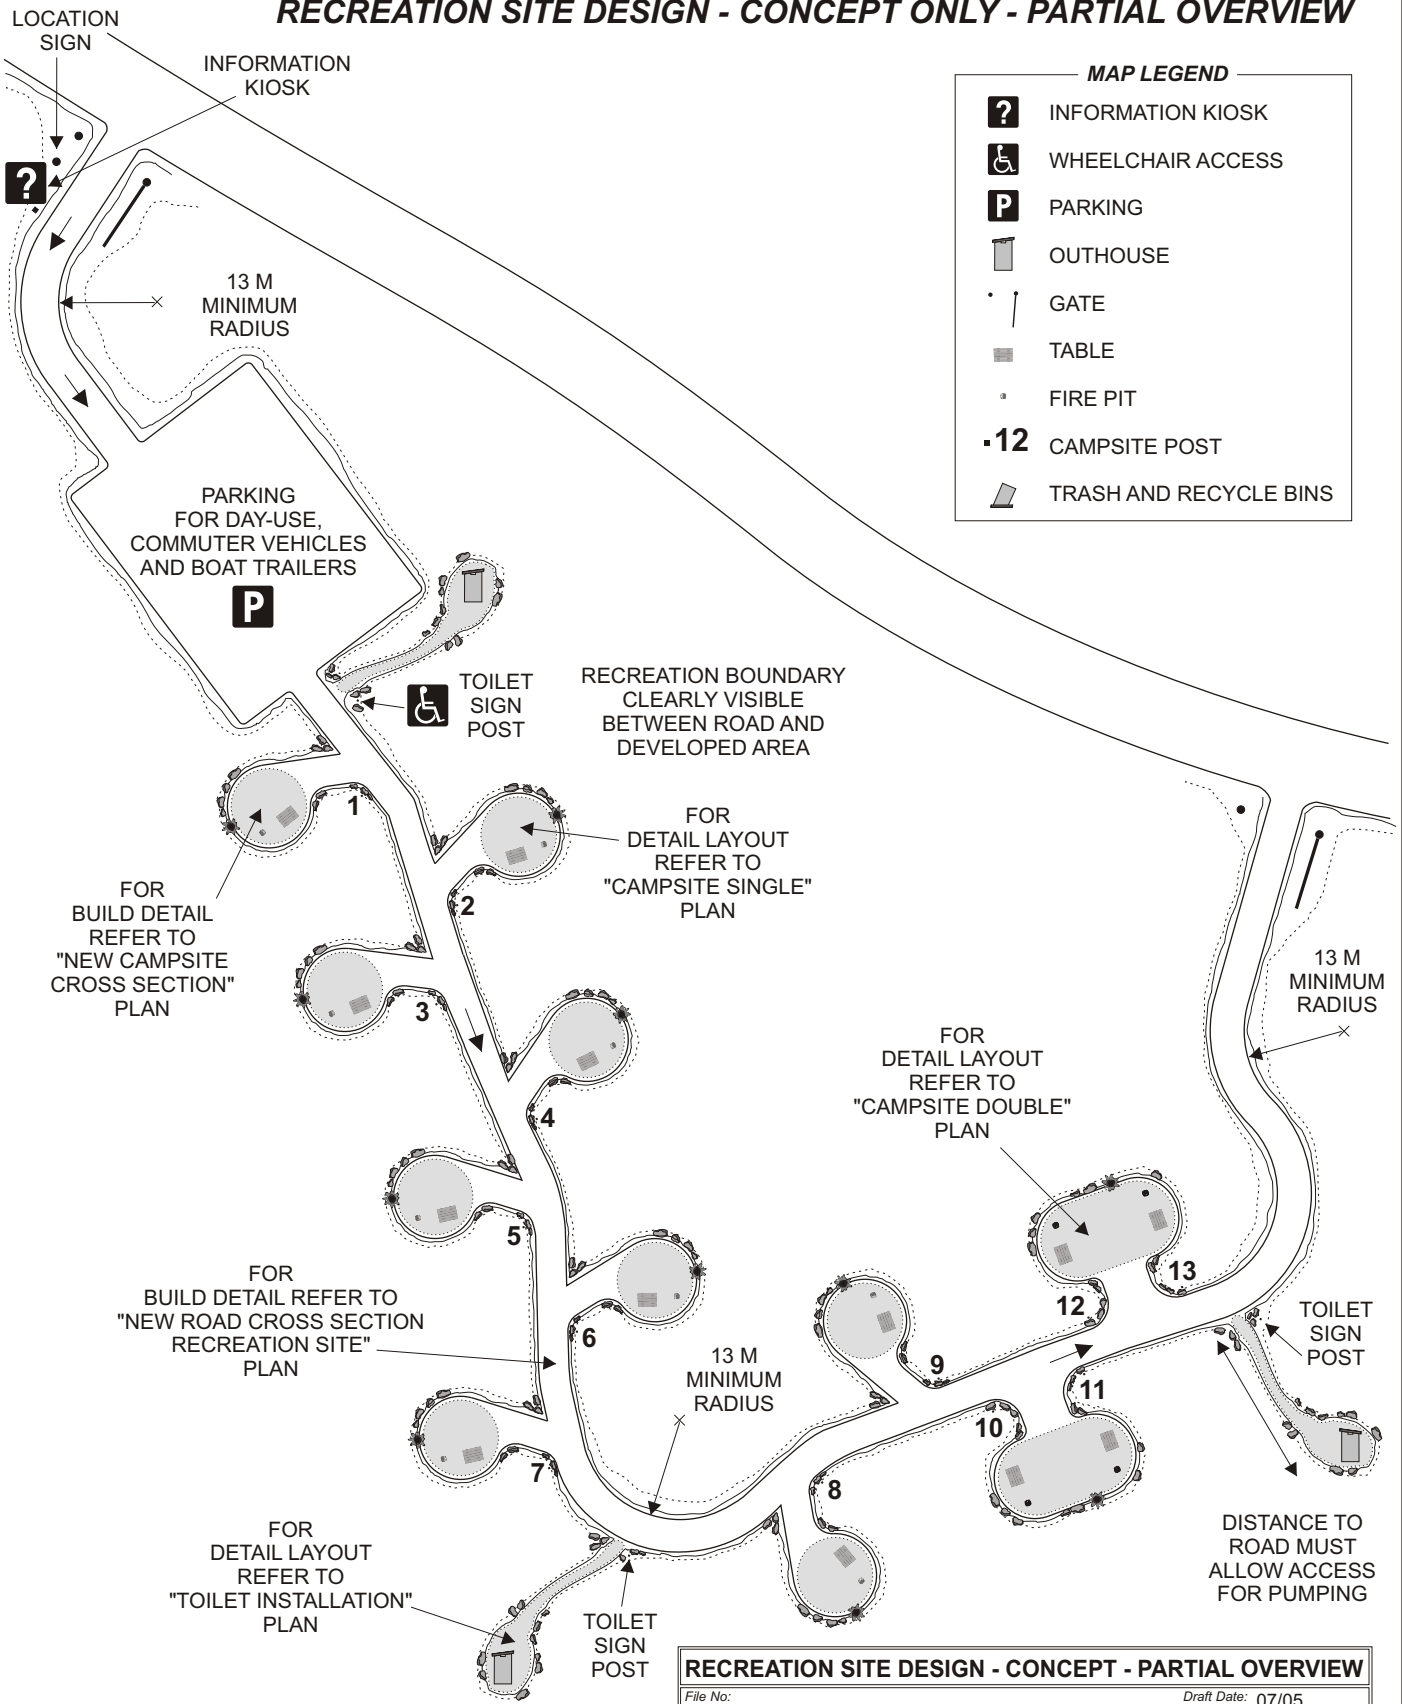 RECREATION SITE DESIGN - CONCEPT ONLY - PARTIAL OVERVIEW
LOCATION
SIGN
INFORMATION
KIOSK
?
MAP LEGEND
?
INFORMATION KIOSK
WHEELCHAIR ACCESS
P
PARKING
OUTHOUSE
GATE
TABLE
FIRE PIT
12
CAMPSITE POST
TRASH AND RECYCLE BINS
13 M
MINIMUM
RADIUS
PARKING
FOR DAY-USE,
COMMUTER VEHICLES
AND BOAT TRAILERS
P
TOILET
SIGN
POST
RECREATION BOUNDARY
CLEARLY VISIBLE
BETWEEN ROAD AND
DEVELOPED AREA
1
FOR
DETAIL LAYOUT
REFER TO
"CAMPSITE SINGLE"
PLAN
2
FOR
BUILD DETAIL
REFER TO
"NEW CAMPSITE
CROSS SECTION"
PLAN
3
13 M
MINIMUM
RADIUS
4
FOR
DETAIL LAYOUT
REFER TO
"CAMPSITE DOUBLE"
PLAN
5
FOR
BUILD DETAIL REFER TO
"NEW ROAD CROSS SECTION
RECREATION SITE"
PLAN
6
13 M
MINIMUM
RADIUS
13
12
9
11
10
TOILET
SIGN
POST
7
8
FOR
DETAIL LAYOUT
REFER TO
"TOILET INSTALLATION"
PLAN
DISTANCE TO
ROAD MUST
ALLOW ACCESS
FOR PUMPING
TOILET
SIGN
POST
RECREATION SITE DESIGN - CONCEPT - PARTIAL OVERVIEW
File No:
Draft Date: 07/05